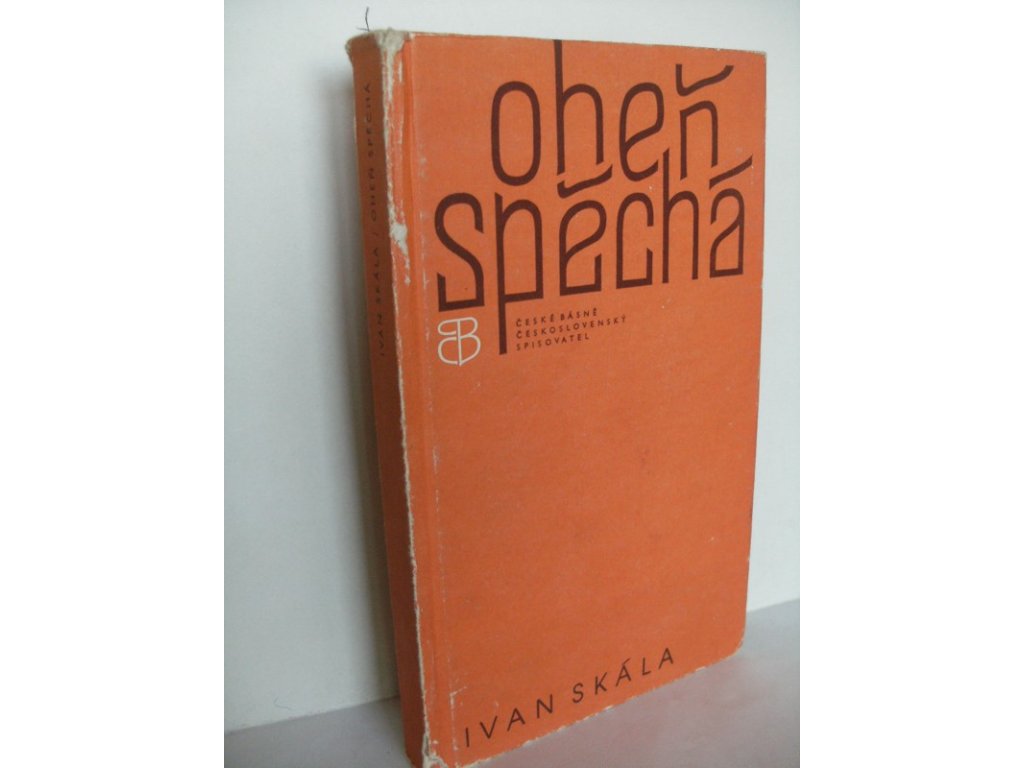 oheň
spěchá
ČB
ČESKÉ BÁSNĚ
ČESKOSLOVENSKÝ
SPISOVATEL
IVAN SKÁLA
IVAN SKÁLA / OHEŇ SPĚCHÁ